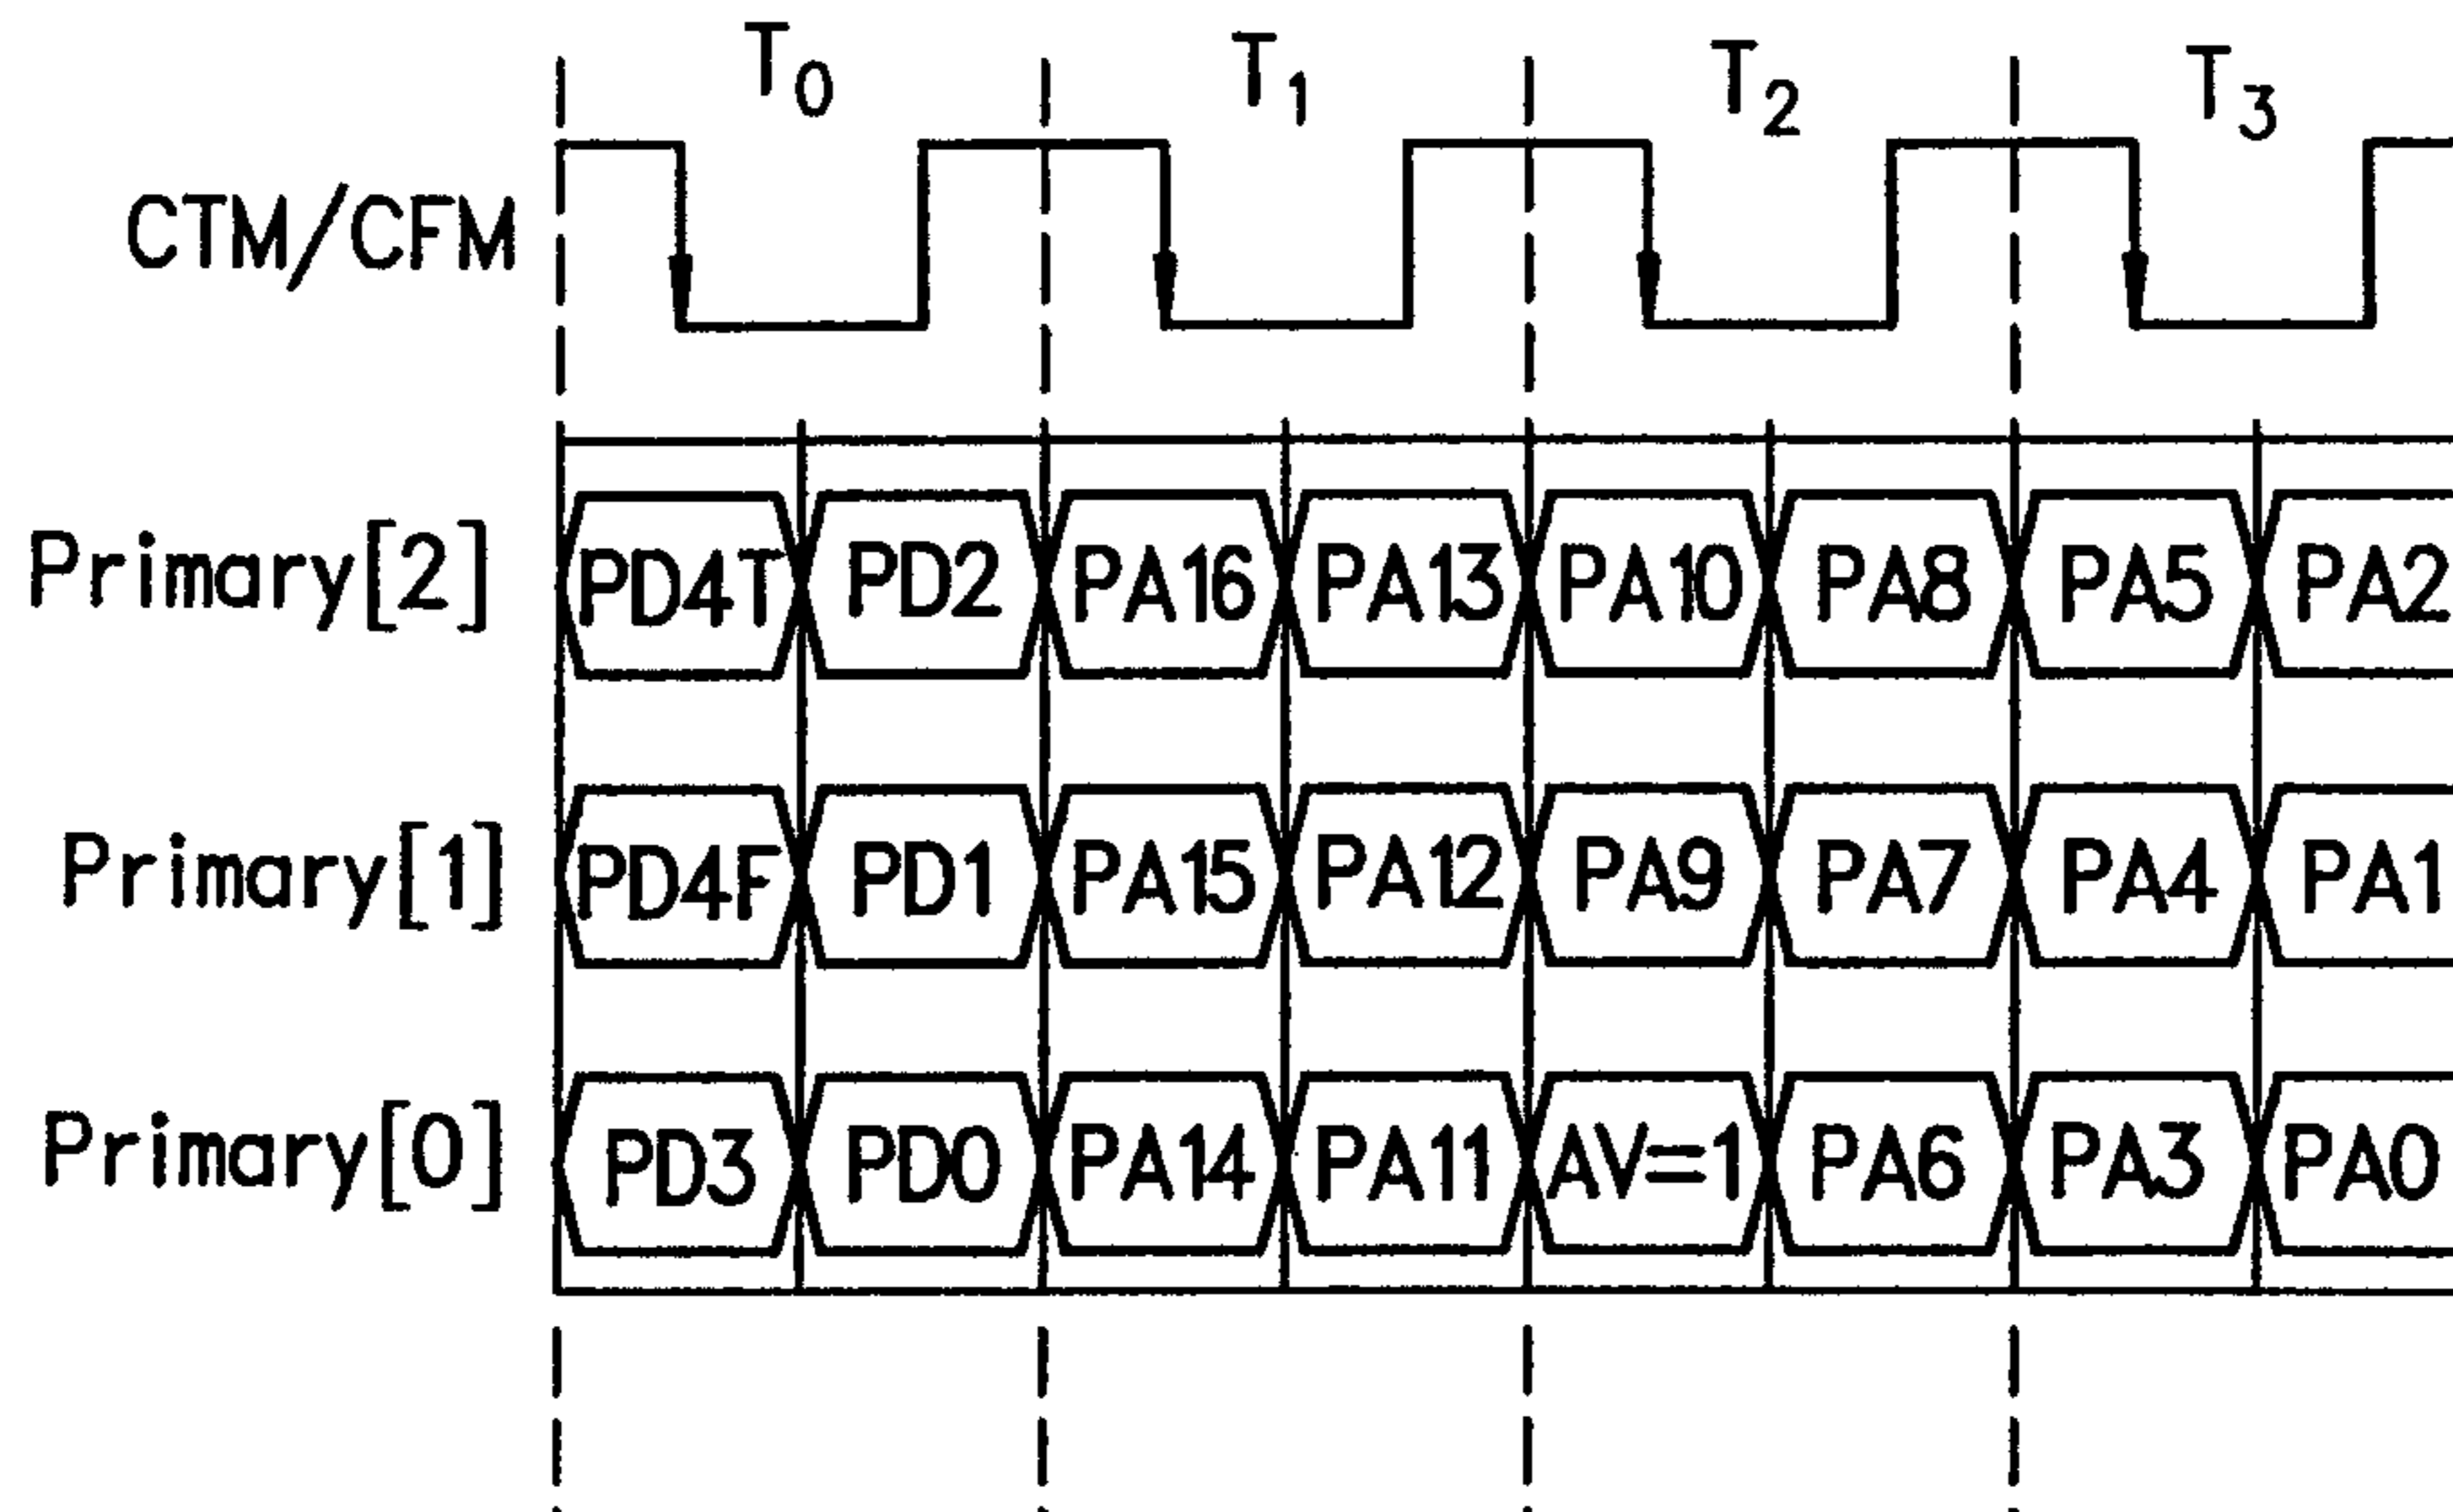 T0 T1 T2 T3
CTM/CFM
Primary[2] PD4T PD2 PA16 PA13 PA10 PA8 PA5 PA2
Primary[1] PD4F PD1 PA15 PA12 PA9 PA7 PA4 PA1
Primary[0] PD3 PD0 PA14 PA11 AV=1 PA6 PA3 PA0